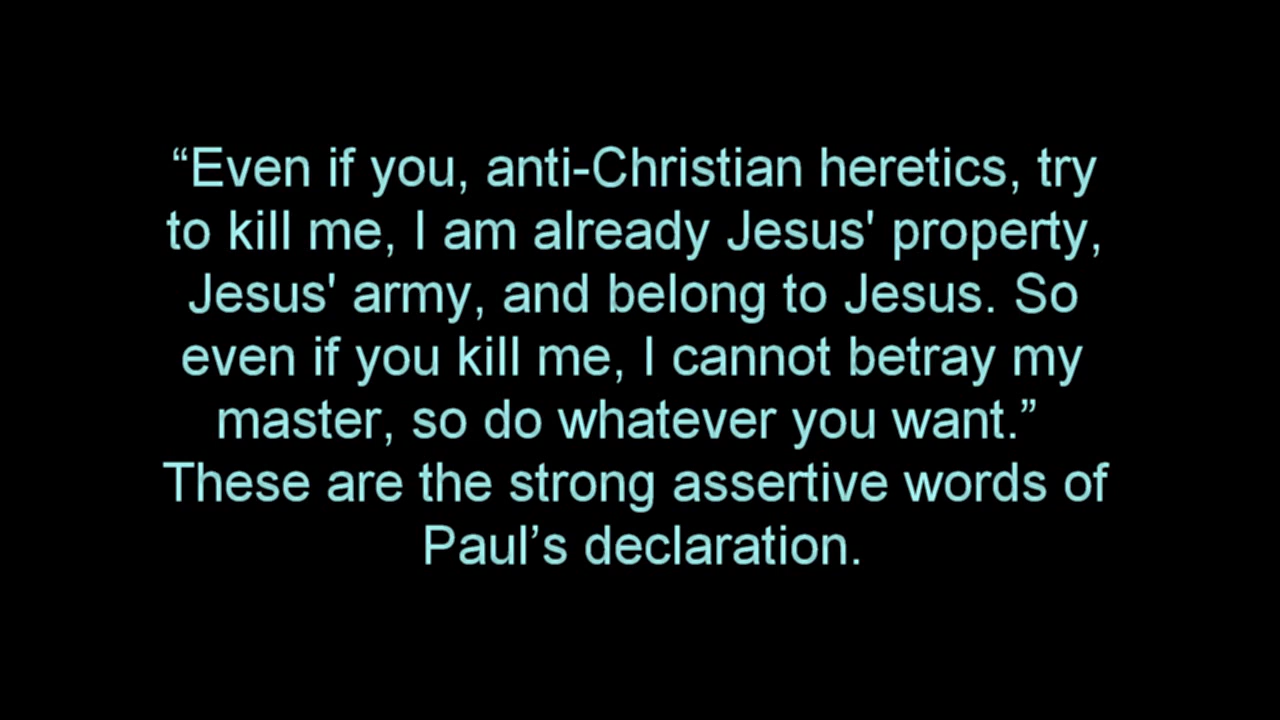 “Even if you, anti-Christian heretics, try
to kill me, I am already Jesus' property,
Jesus' army, and belong to Jesus. So
even if you kill me, I cannot betray my
master, so do whatever you want.”
These are the strong assertive words of
Paul’s declaration.